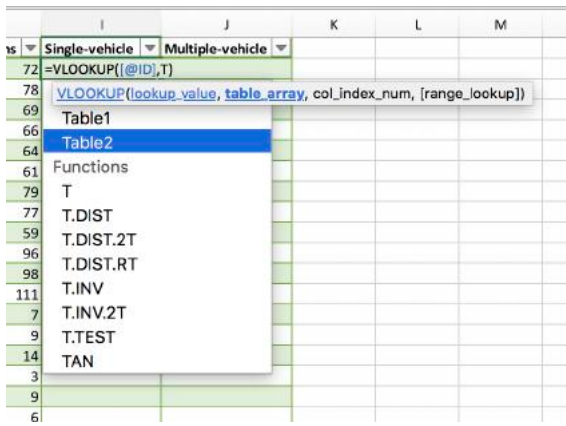 I J K L M
ns Single-vehicle Multiple-vehicle
72 =VLOOKUP([@ID],T)
78 VLOOKUP(lookup_value, table_array, col_index_num, [range_lookup])
69 Table1
66 Table2
64
61 Functions
79 T
77 T.DIST
59 T.DIST.2T
96 T.DIST.RT
98 T.INV
111 T.INV.2T
7 T.TEST
9 TAN
14
3
9
6